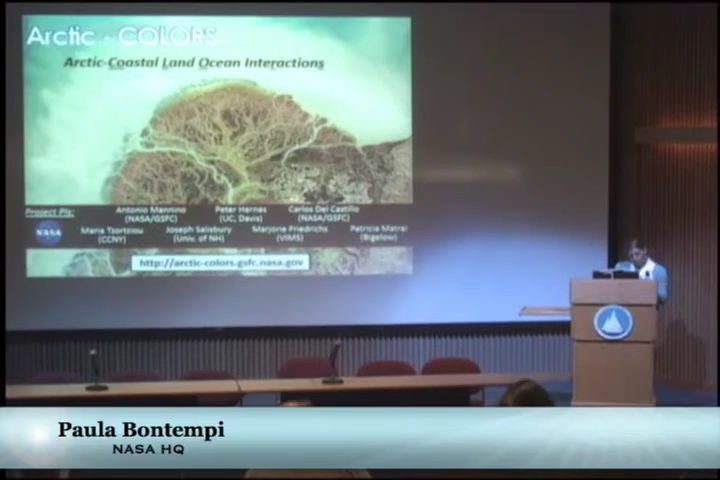 Arctic - COLORS
Arctic-Coastal Land Ocean Interactions
Project PIs:
Antonio Mannino Peter Hernes Carlos Del Castillo
(NASA/GSFC) (UC, Davis) (NASA/GSFC)
NASA
Maria Tzortziou Joseph Salisbury Marjorie Friedrichs Patricia Matrai
(CCNY) (Univ. of NH) (VIMS) (Bigelow)
http://arctic-colors.gsfc.nasa.gov
Paula Bontempi
NASA HQ